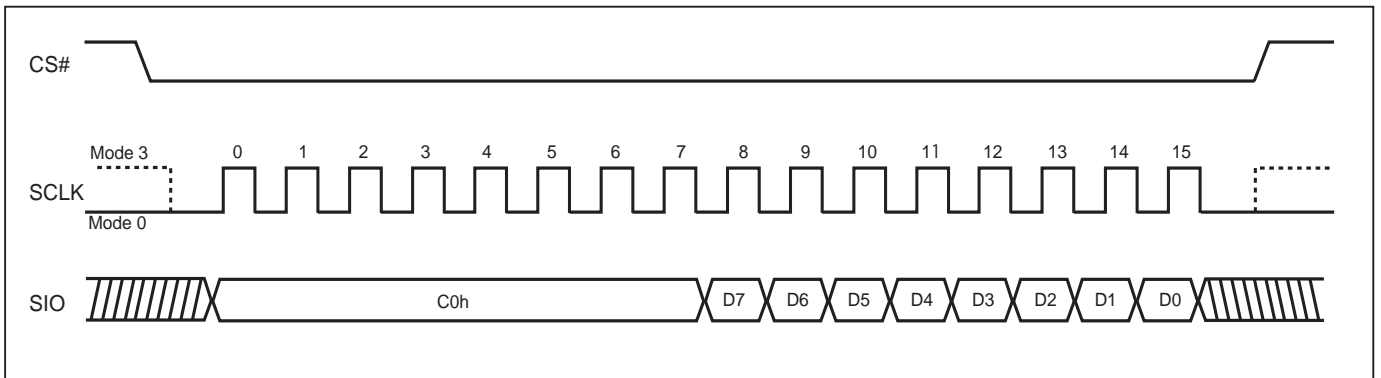 CS#
Mode 3 0 1 2 3 4 5 6 7 8 9 10 11 12 13 14 15
SCLK
Mode 0
SIO C0h D7 D6 D5 D4 D3 D2 D1 D0